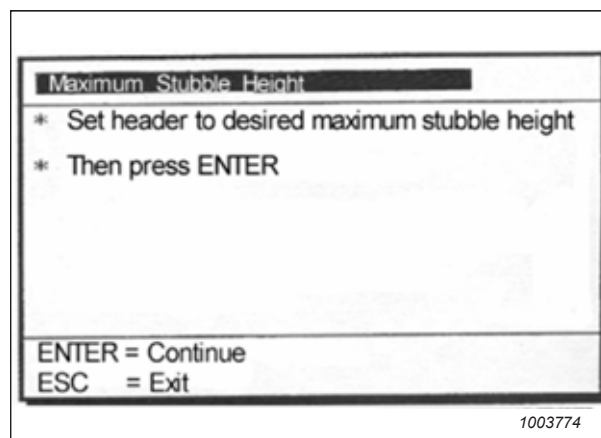 Maximum Stubble Height
* Set header to desired maximum stubble height
* Then press ENTER
ENTER = Continue
ESC = Exit
1003774